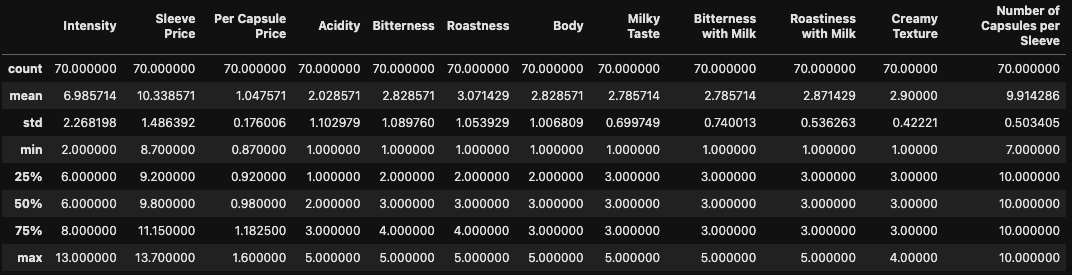 Intensity Sleeve Price Per Capsule Price Acidity Bitterness Roastness Body Milky Taste Bitterness with Milk Roastiness with Milk Creamy Texture Number of Capsules per Sleeve
count 70.000000 70.000000 70.000000 70.000000 70.000000 70.000000 70.000000 70.000000 70.000000 70.000000 70.00000 70.000000
mean 6.985714 10.338571 1.047571 2.028571 2.828571 3.071429 2.828571 2.785714 2.785714 2.871429 2.90000 9.914286
std 2.268198 1.486392 0.176006 1.102979 1.089760 1.053929 1.006809 0.699749 0.740013 0.536263 0.42221 0.503405
min 2.000000 8.700000 0.870000 1.000000 1.000000 1.000000 1.000000 1.000000 1.000000 1.000000 1.00000 7.000000
25% 6.000000 9.200000 0.920000 1.000000 2.000000 2.000000 2.000000 3.000000 3.000000 3.000000 3.00000 10.000000
50% 6.000000 9.800000 0.980000 2.000000 3.000000 3.000000 3.000000 3.000000 3.000000 3.000000 3.00000 10.000000
75% 8.000000 11.150000 1.182500 3.000000 4.000000 4.000000 3.000000 3.000000 3.000000 3.000000 3.00000 10.000000
max 13.000000 13.700000 1.600000 5.000000 5.000000 5.000000 5.000000 5.000000 5.000000 5.000000 4.00000 10.000000